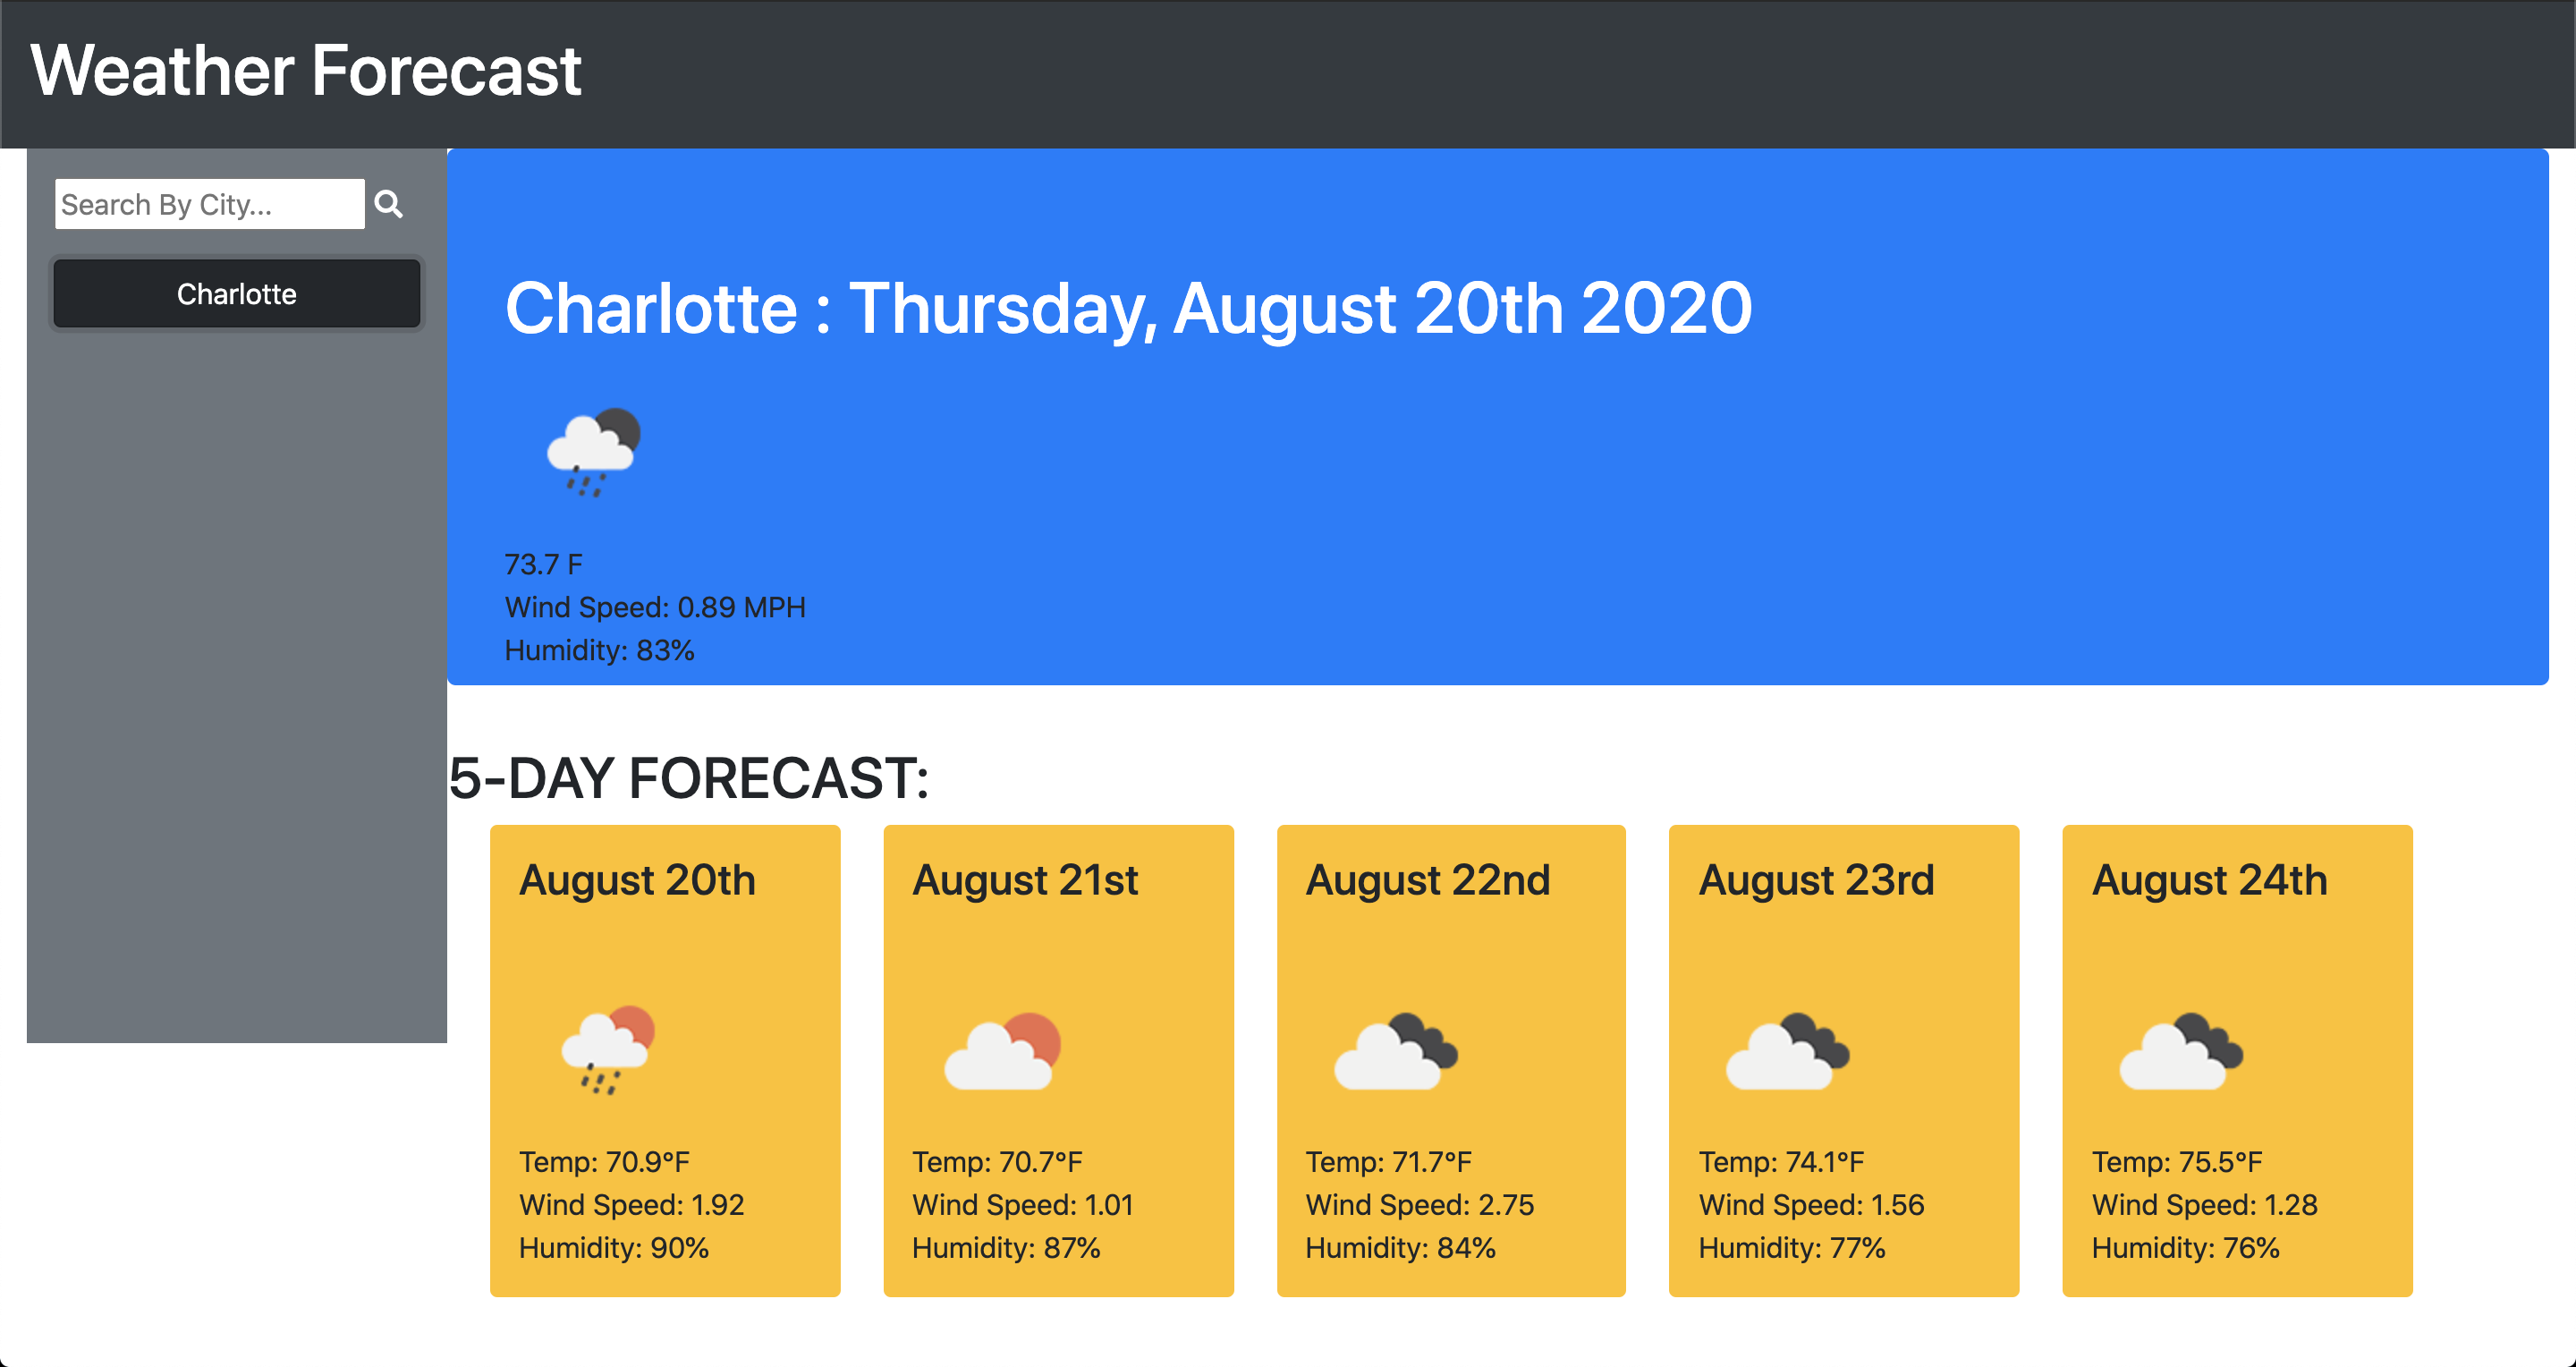 Weather Forecast
Search By City...
Charlotte
Charlotte : Thursday, August 20th 2020
73.7 F
Wind Speed: 0.89 MPH
Humidity: 83%
5-DAY FORECAST:
August 20th
Temp: 70.9°F
Wind Speed: 1.92
Humidity: 90%
August 21st
Temp: 70.7°F
Wind Speed: 1.01
Humidity: 87%
August 22nd
Temp: 71.7°F
Wind Speed: 2.75
Humidity: 84%
August 23rd
Temp: 74.1°F
Wind Speed: 1.56
Humidity: 77%
August 24th
Temp: 75.5°F
Wind Speed: 1.28
Humidity: 76%